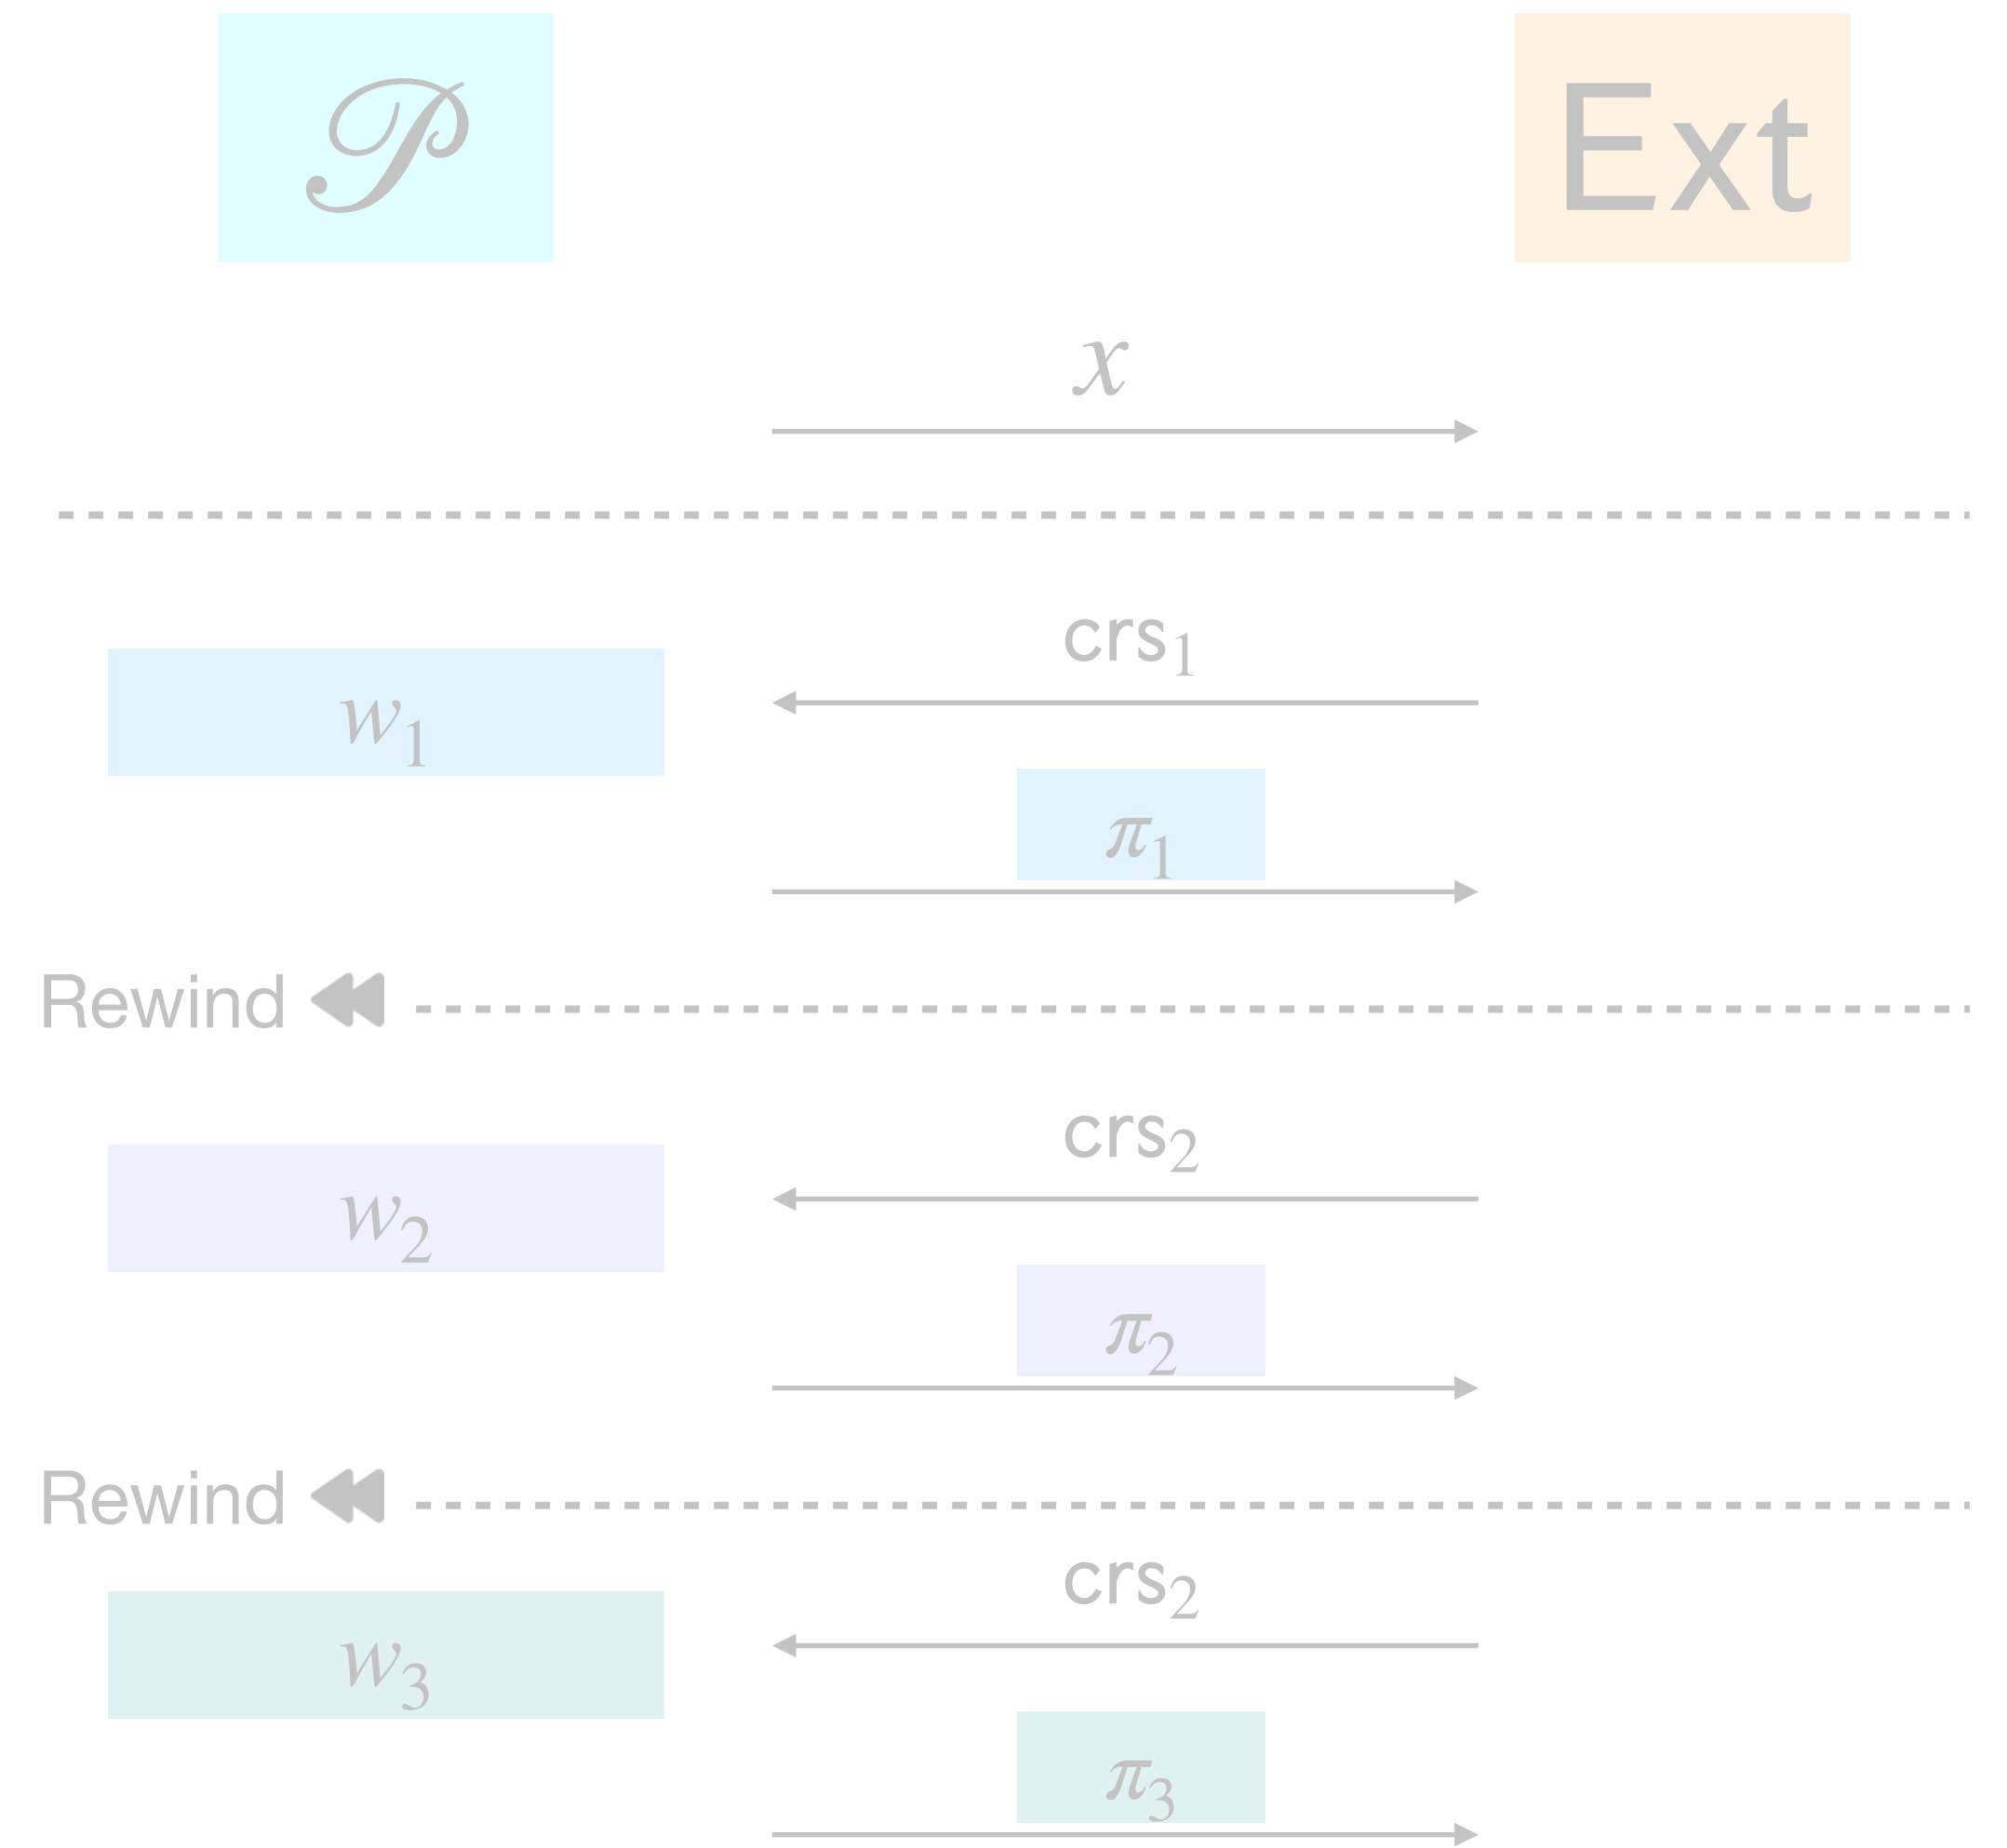 𝒫 Ext
x
crs₁
w₁
π₁
Rewind
crs₂
w₂
π₂
Rewind
crs₂
w₃
π₃